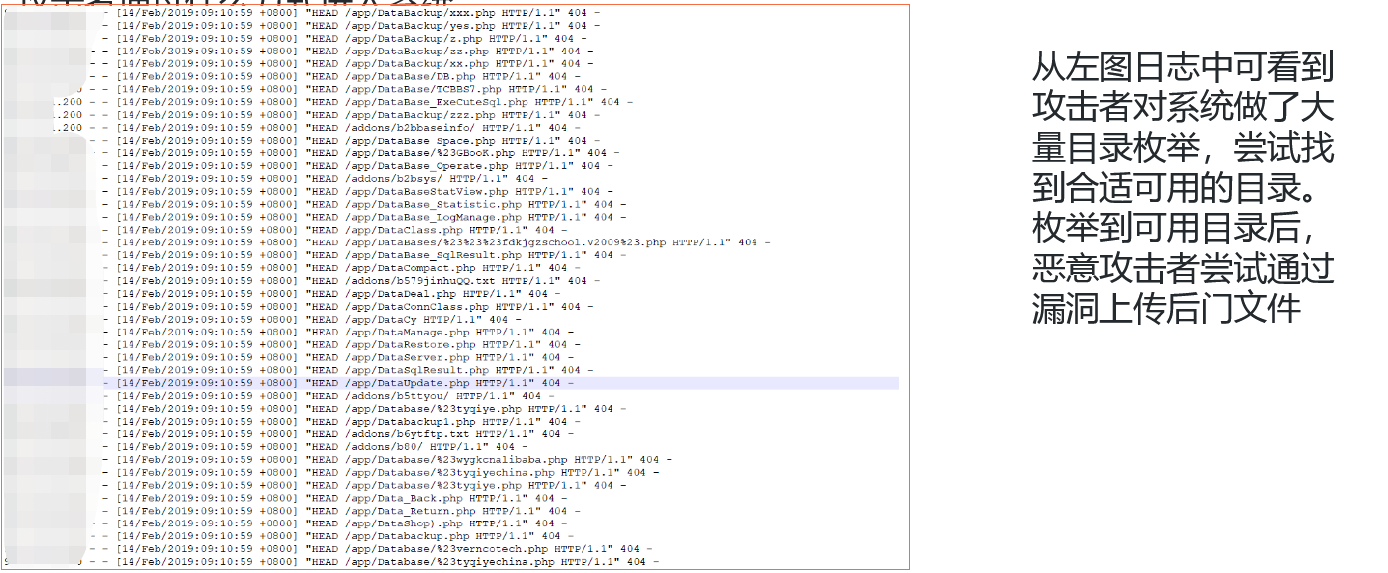 - [14/Feb/2019:09:10:59 +0800] "HEAD /app/DataBackup/xxx.php HTTP/1.1" 404 -
- [14/Feb/2019:09:10:59 +0800] "HEAD /app/DataBackup/yes.php HTTP/1.1" 404 -
- [14/Feb/2019:09:10:59 +0800] "HEAD /app/DataBackup/z.php HTTP/1.1" 404 -
- - [14/Feb/2019:09:10:59 +0800] "HEAD /app/DataBackup/zz.php HTTP/1.1" 404 -
- - [14/Feb/2019:09:10:59 +0800] "HEAD /app/DataBackup/xx.php HTTP/1.1" 404 -
- - [14/Feb/2019:09:10:59 +0800] "HEAD /app/DataBase/DB.php HTTP/1.1" 404 -
- - [14/Feb/2019:09:10:59 +0800] "HEAD /app/DataBase/TCBBS7.php HTTP/1.1" 404 -
1.200 - - [14/Feb/2019:09:10:59 +0800] "HEAD /app/DataBase_ExeCuteSql.php HTTP/1.1" 404 -
- - [14/Feb/2019:09:10:59 +0800] "HEAD /app/DataBackup/zzz.php HTTP/1.1" 404 -
1.200 - - [14/Feb/2019:09:10:59 +0800] "HEAD /addons/b2bbaseinfo/ HTTP/1.1" 404 -
- - [14/Feb/2019:09:10:59 +0800] "HEAD /app/DataBase_Space.php HTTP/1.1" 404 -
- - [14/Feb/2019:09:10:59 +0800] "HEAD /app/DataBase/%23GBooK.php HTTP/1.1" 404 -
- [14/Feb/2019:09:10:59 +0800] "HEAD /app/DataBase_Operate.php HTTP/1.1" 404 -
- [14/Feb/2019:09:10:59 +0800] "HEAD /addons/b2bsys/ HTTP/1.1" 404 -
- [14/Feb/2019:09:10:59 +0800] "HEAD /app/DataBaseStatView.php HTTP/1.1" 404 -
- [14/Feb/2019:09:10:59 +0800] "HEAD /app/DataBase_Statistic.php HTTP/1.1" 404 -
- [14/Feb/2019:09:10:59 +0800] "HEAD /app/DataBase_LogManage.php HTTP/1.1" 404 -
- [14/Feb/2019:09:10:59 +0800] "HEAD /app/DataClass.php HTTP/1.1" 404 -
- [14/Feb/2019:09:10:59 +0800] "HEAD /app/DataBases/%23%23%23fdkjgzschool.v2009%23.php HTTP/1.1" 404 -
- [14/Feb/2019:09:10:59 +0800] "HEAD /app/DataBase_SqlResult.php HTTP/1.1" 404 -
- [14/Feb/2019:09:10:59 +0800] "HEAD /app/DataCompact.php HTTP/1.1" 404 -
- [14/Feb/2019:09:10:59 +0800] "HEAD /addons/b579jinhuQQ.txt HTTP/1.1" 404 -
- [14/Feb/2019:09:10:59 +0800] "HEAD /app/DataDeal.php HTTP/1.1" 404 -
- [14/Feb/2019:09:10:59 +0800] "HEAD /app/DataConnClass.php HTTP/1.1" 404 -
- [14/Feb/2019:09:10:59 +0800] "HEAD /app/DataCy HTTP/1.1" 404 -
- [14/Feb/2019:09:10:59 +0800] "HEAD /app/DataManage.php HTTP/1.1" 404 -
- [14/Feb/2019:09:10:59 +0800] "HEAD /app/DataRestore.php HTTP/1.1" 404 -
- [14/Feb/2019:09:10:59 +0800] "HEAD /app/DataServer.php HTTP/1.1" 404 -
- [14/Feb/2019:09:10:59 +0800] "HEAD /app/DataSqlResult.php HTTP/1.1" 404 -
- [14/Feb/2019:09:10:59 +0800] "HEAD /app/DataUpdate.php HTTP/1.1" 404 -
- [14/Feb/2019:09:10:59 +0800] "HEAD /addons/b5ttyou/ HTTP/1.1" 404 -
- [14/Feb/2019:09:10:59 +0800] "HEAD /app/Database/%23tyqiye.php HTTP/1.1" 404 -
- [14/Feb/2019:09:10:59 +0800] "HEAD /app/Databackup1.php HTTP/1.1" 404 -
- [14/Feb/2019:09:10:59 +0800] "HEAD /addons/b6ytftp.txt HTTP/1.1" 404 -
- [14/Feb/2019:09:10:59 +0800] "HEAD /addons/b80/ HTTP/1.1" 404 -
- [14/Feb/2019:09:10:59 +0800] "HEAD /app/Database/%23wygkcnalibaba.php HTTP/1.1" 404 -
- [14/Feb/2019:09:10:59 +0800] "HEAD /app/Database/%23tyqiyechina.php HTTP/1.1" 404 -
- [14/Feb/2019:09:10:59 +0800] "HEAD /app/Database/%23tyqiye.php HTTP/1.1" 404 -
- [14/Feb/2019:09:10:59 +0800] "HEAD /app/Data_Back.php HTTP/1.1" 404 -
- [14/Feb/2019:09:10:59 +0800] "HEAD /app/Data_Return.php HTTP/1.1" 404 -
- - [14/Feb/2019:09:10:59 +0800] "HEAD /app/DataShop).php HTTP/1.1" 404 -
- - [14/Feb/2019:09:10:59 +0800] "HEAD /app/Databackup.php HTTP/1.1" 404 -
- - [14/Feb/2019:09:10:59 +0800] "HEAD /app/Database/%23verncotech.php HTTP/1.1" 404 -
- - [14/Feb/2019:09:10:59 +0800] "HEAD /app/Database/%23tyqiyechina.php HTTP/1.1" 404 -
从左图日志中可看到
攻击者对系统做了大
量目录枚举，尝试找
到合适可用的目录。
枚举到可用目录后，
恶意攻击者尝试通过
漏洞上传后门文件